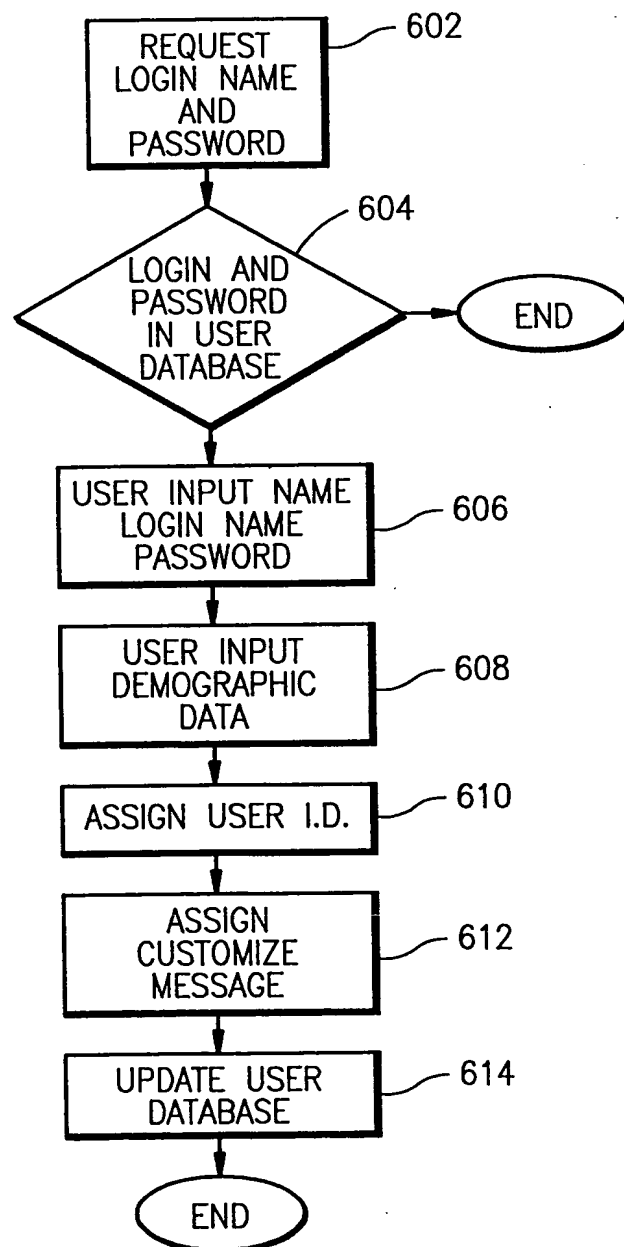 REQUEST
LOGIN NAME
AND
PASSWORD
602
604
LOGIN AND
PASSWORD
IN USER
DATABASE
END
USER INPUT NAME
LOGIN NAME
PASSWORD
606
USER INPUT
DEMOGRAPHIC
DATA
608
ASSIGN USER I.D.
610
ASSIGN
CUSTOMIZE
MESSAGE
612
UPDATE USER
DATABASE
614
END